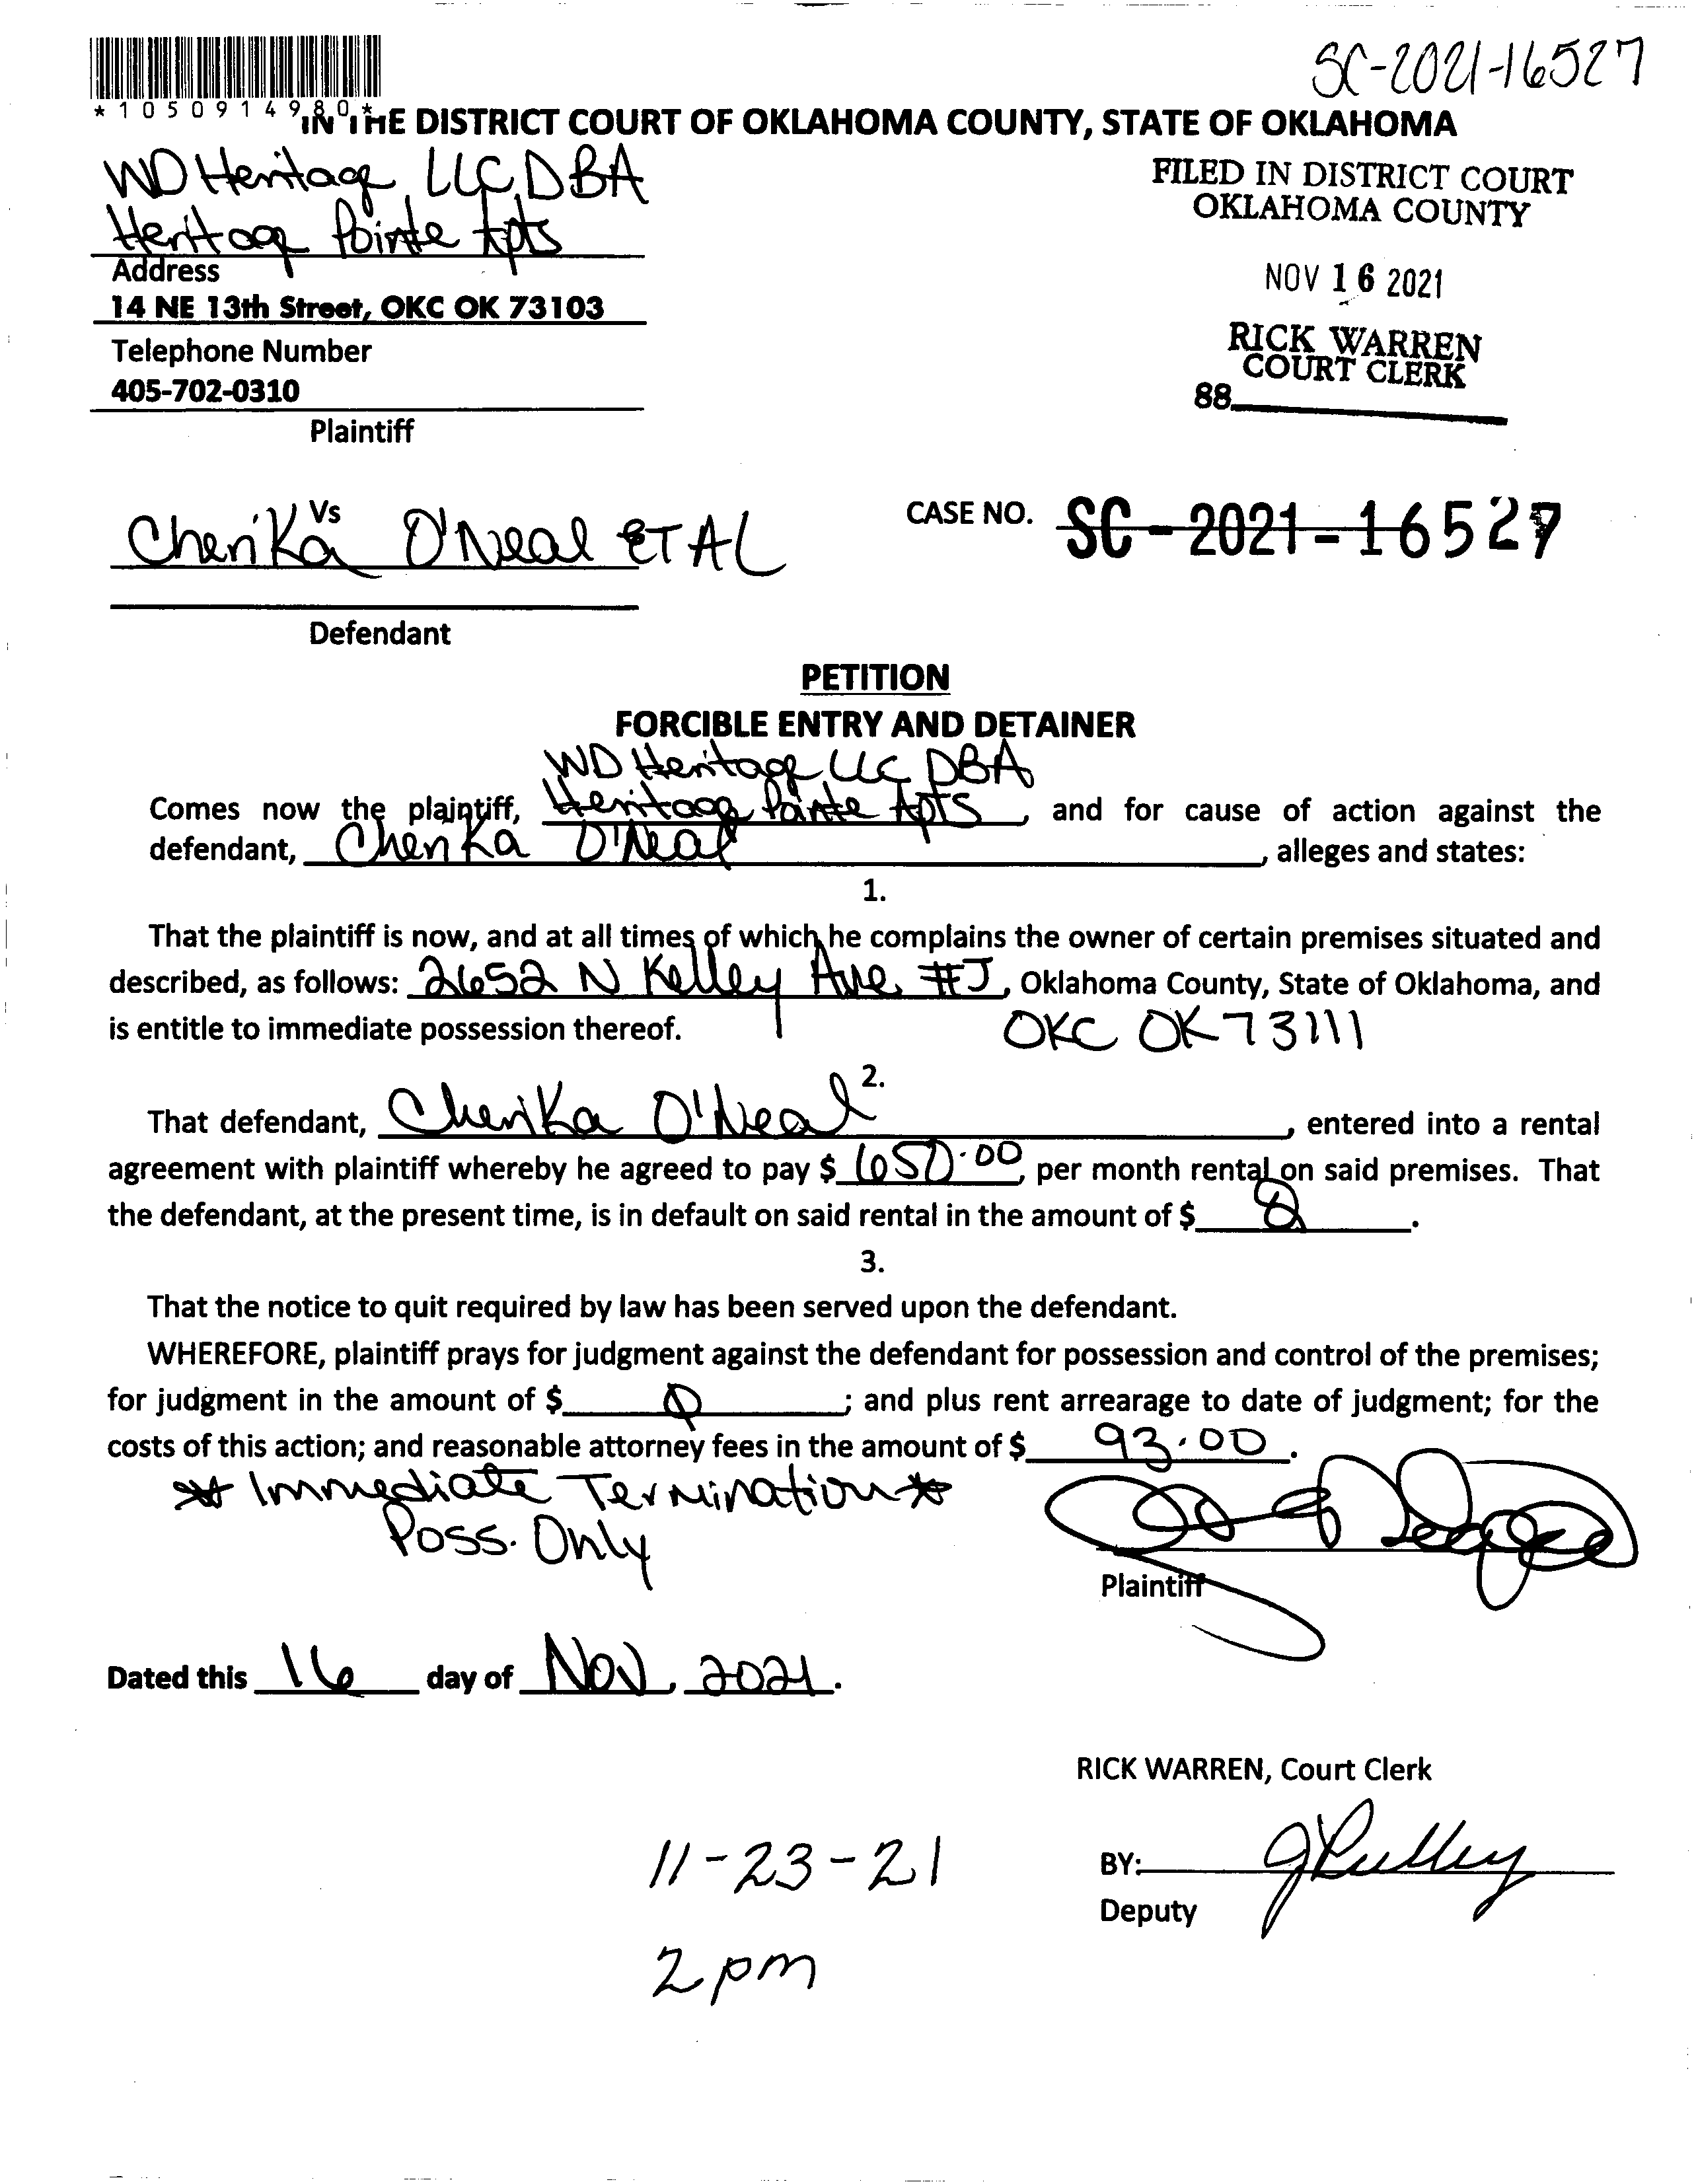 SC-2021-16527
*1050914980*
IN THE DISTRICT COURT OF OKLAHOMA COUNTY, STATE OF OKLAHOMA
WD Heritage, LLC, DBA
Heritage Pointe Apts
Address
14 NE 13th Street, OKC OK 73103
Telephone Number
405-702-0310
Plaintiff
FILED IN DISTRICT COURT
OKLAHOMA COUNTY
NOV 16 2021
RICK WARREN
COURT CLERK
88
Vs
Cherika O'Neal ET AL
CASE NO. SC-2021-16527
Defendant
PETITION
FORCIBLE ENTRY AND DETAINER
WD Heritage LLC DBA
Comes now the plaintiff, Heritage Pointe Apts, and for cause of action against the
defendant, Cherika O'Neal, alleges and states:
1.
That the plaintiff is now, and at all times of which he complains the owner of certain premises situated and
described, as follows: 2652 N Kelley Ave. #J, Oklahoma County, State of Oklahoma, and
is entitle to immediate possession thereof. OKC OK 73111
2.
That defendant, Cherika O'Neal, entered into a rental
agreement with plaintiff whereby he agreed to pay $ 650.00, per month rental on said premises. That
the defendant, at the present time, is in default on said rental in the amount of $ Ø.
3.
That the notice to quit required by law has been served upon the defendant.
WHEREFORE, plaintiff prays for judgment against the defendant for possession and control of the premises;
for judgment in the amount of $ Ø; and plus rent arrearage to date of judgment; for the
costs of this action; and reasonable attorney fees in the amount of $ 93.00.
* Immediate Termination *
Poss. Only
Plaintiff
Dated this 16 day of Nov, 2021.
RICK WARREN, Court Clerk
11-23-21
BY:
Deputy
2 pm